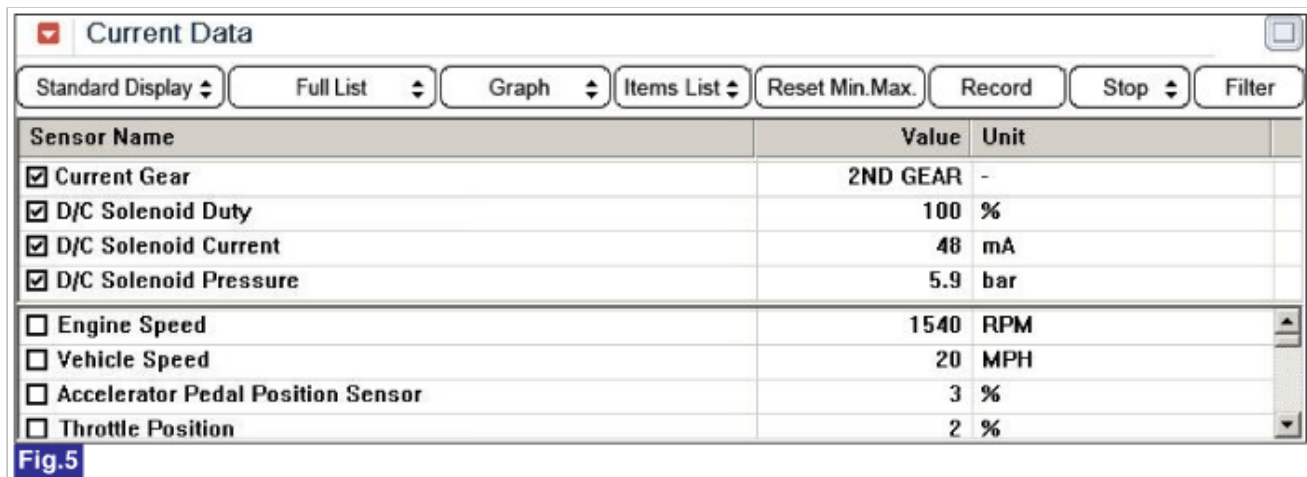 Current Data
Standard Display Full List Graph Items List Reset Min.Max. Record Stop Filter
Sensor Name Value Unit
Current Gear 2ND GEAR -
D/C Solenoid Duty 100 %
D/C Solenoid Current 48 mA
D/C Solenoid Pressure 5.9 bar
Engine Speed 1540 RPM
Vehicle Speed 20 MPH
Accelerator Pedal Position Sensor 3 %
Throttle Position 2 %
Fig.5